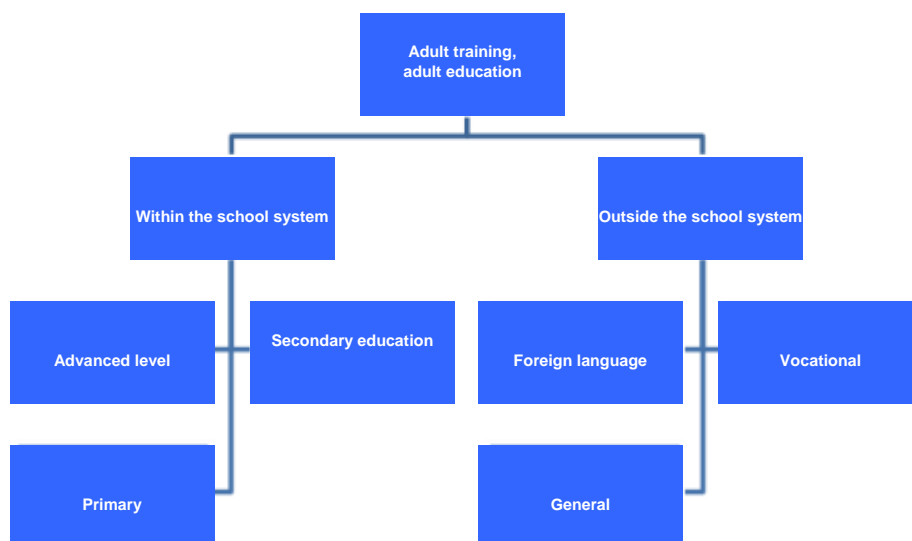 Adult training,
adult education
Within the school system
Outside the school system
Advanced level
Secondary education
Foreign language
Vocational
Primary
General